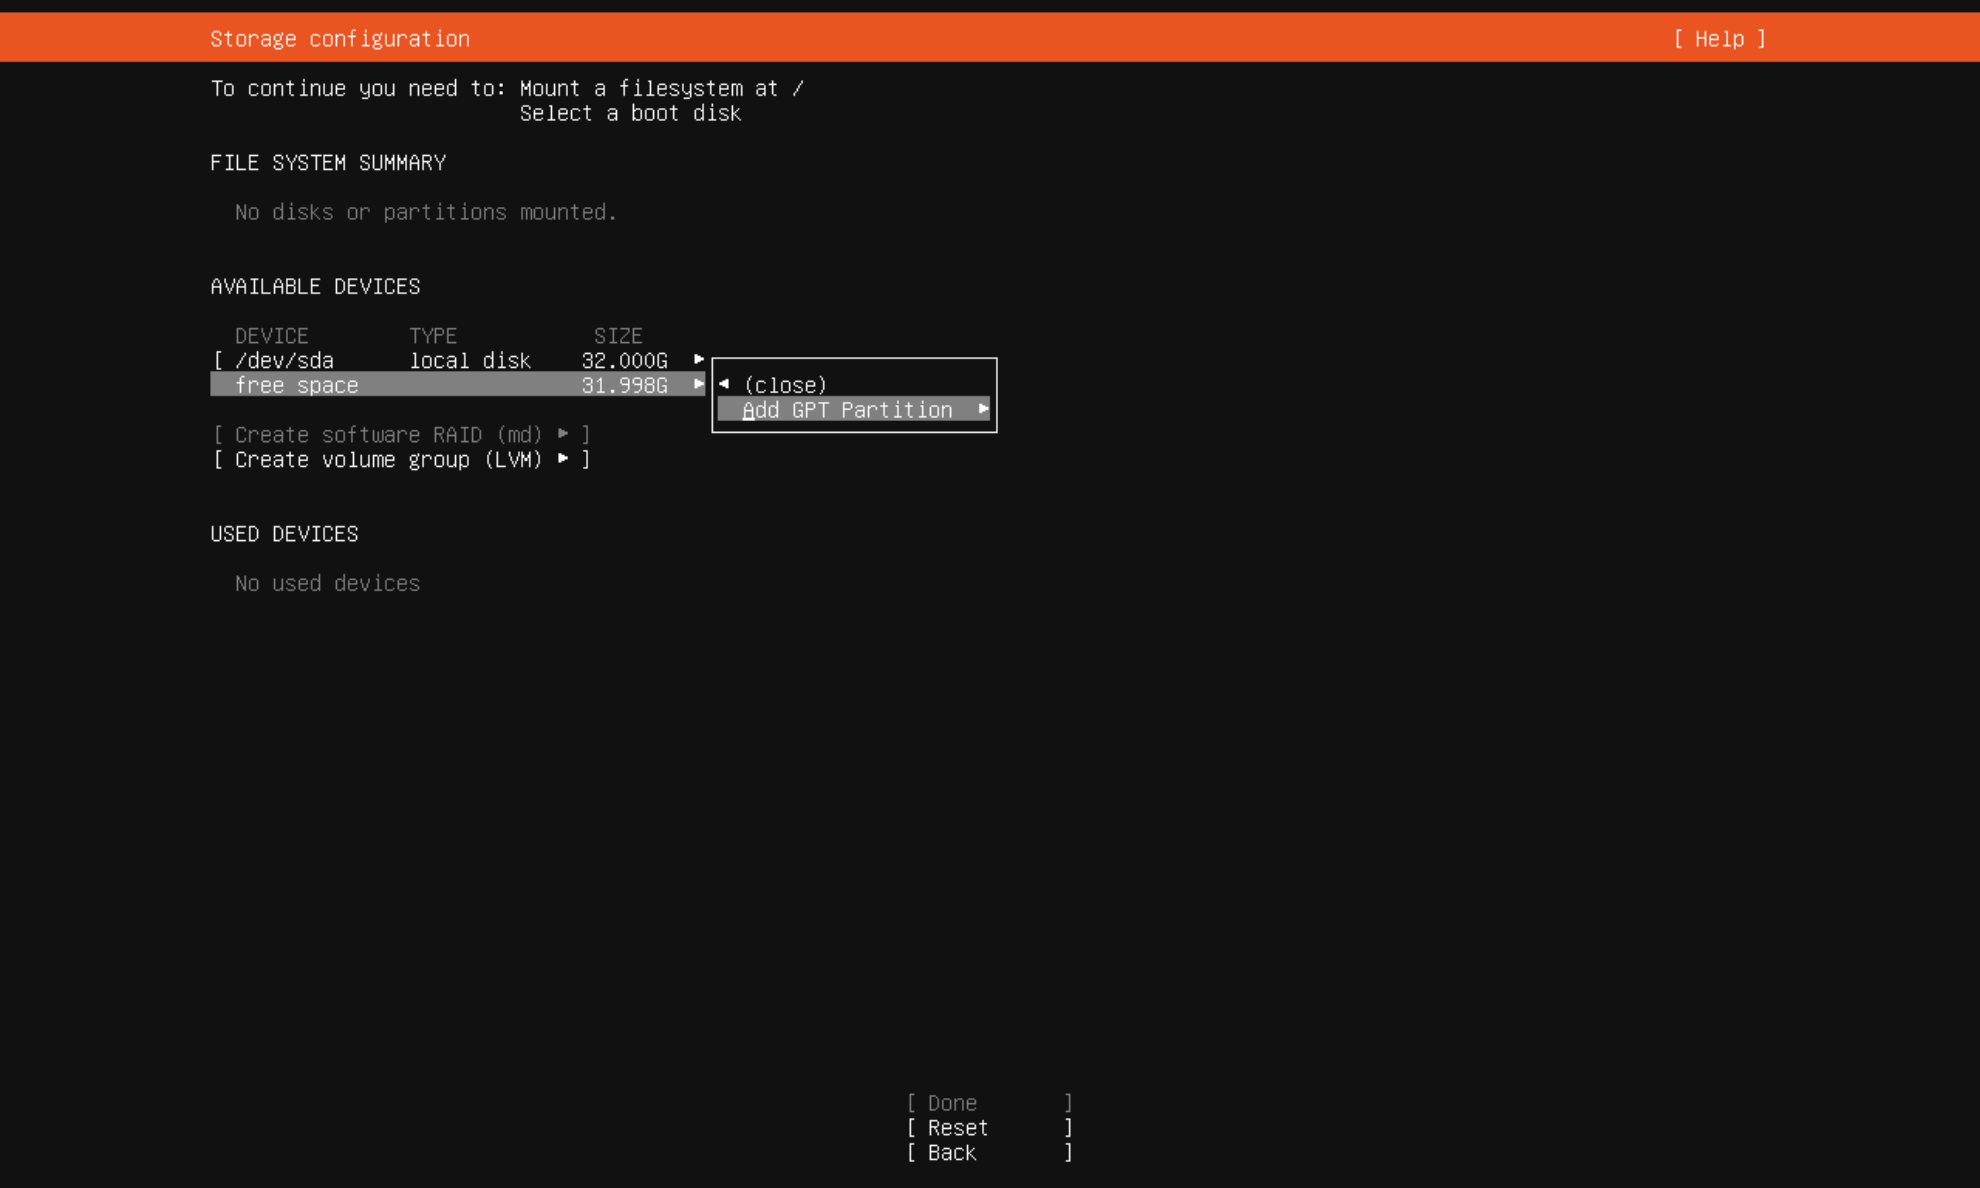 Storage configuration [ Help ]
To continue you need to: Mount a filesystem at /
Select a boot disk
FILE SYSTEM SUMMARY
No disks or partitions mounted.
AVAILABLE DEVICES
DEVICE TYPE SIZE
[ /dev/sda local disk 32.000G ▸
free space 31.998G ▸
◂ (close)
Add GPT Partition ▸
[ Create software RAID (md) ▸ ]
[ Create volume group (LVM) ▸ ]
USED DEVICES
No used devices
[ Done ]
[ Reset ]
[ Back ]